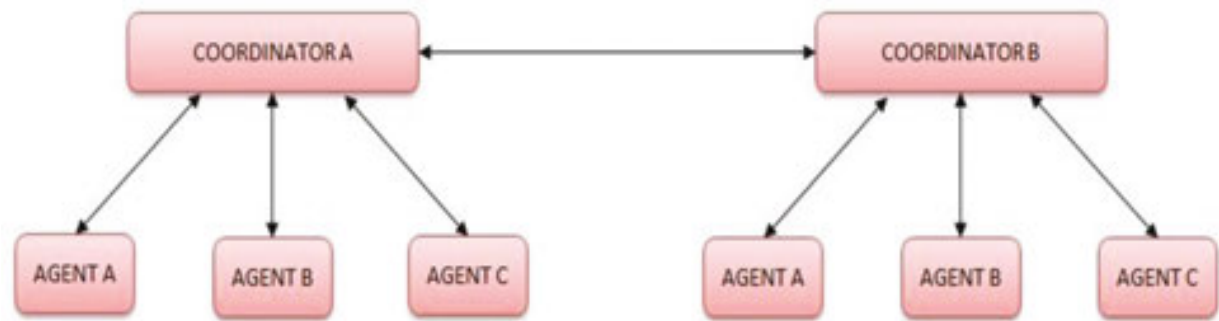 COORDINATOR A
COORDINATOR B
AGENT A
AGENT B
AGENT C
AGENT A
AGENT B
AGENT C